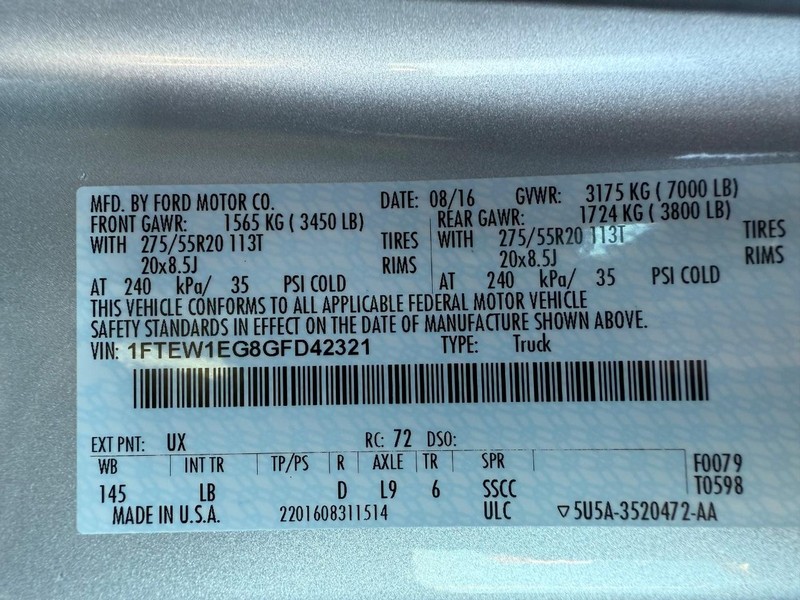 MFD. BY FORD MOTOR CO. DATE: 08/16 GVWR: 3175 KG ( 7000 LB)
FRONT GAWR: 1565 KG ( 3450 LB) REAR GAWR: 1724 KG ( 3800 LB)
WITH 275/55R20 113T TIRES WITH 275/55R20 113T TIRES
20x8.5J RIMS 20x8.5J RIMS
AT 240 kPa/ 35 PSI COLD AT 240 kPa/ 35 PSI COLD
THIS VEHICLE CONFORMS TO ALL APPLICABLE FEDERAL MOTOR VEHICLE
SAFETY STANDARDS IN EFFECT ON THE DATE OF MANUFACTURE SHOWN ABOVE.
VIN: 1FTEW1EG8GFD42321 TYPE: Truck
EXT PNT: UX RC: 72 DSO:
WB INT TR TP/PS R AXLE TR SPR F0079
145 LB D L9 6 SSCC T0598
MADE IN U.S.A. 2201608311514 ULC ▽5U5A-3520472-AA